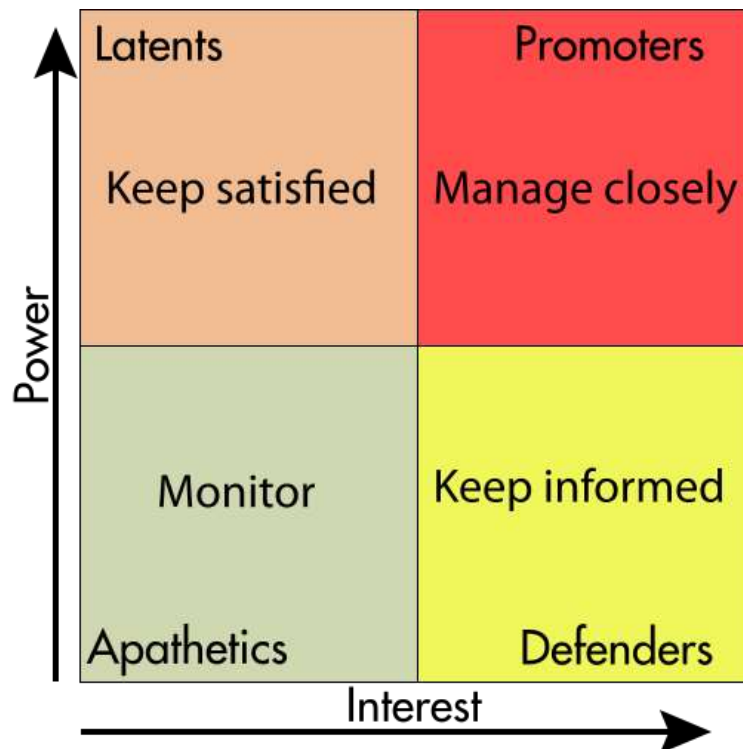 Latents
Promoters
Keep satisfied
Manage closely
Power
Monitor
Keep informed
Apathetics
Defenders
Interest